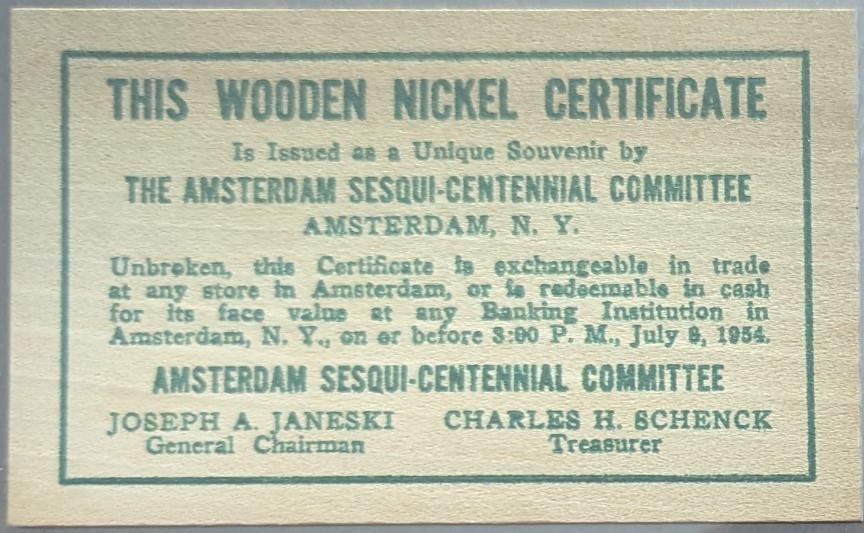 THIS WOODEN NICKEL CERTIFICATE
Is Issued as a Unique Souvenir by
THE AMSTERDAM SESQUI-CENTENNIAL COMMITTEE
AMSTERDAM, N. Y.
Unbroken, this Certificate is exchangeable in trade
at any store in Amsterdam, or is redeemable in cash
for its face value at any Banking Institution in
Amsterdam, N. Y., on or before 3:00 P. M., July 9, 1954.
AMSTERDAM SESQUI-CENTENNIAL COMMITTEE
JOSEPH A. JANESKI CHARLES H. SCHENCK
General Chairman Treasurer